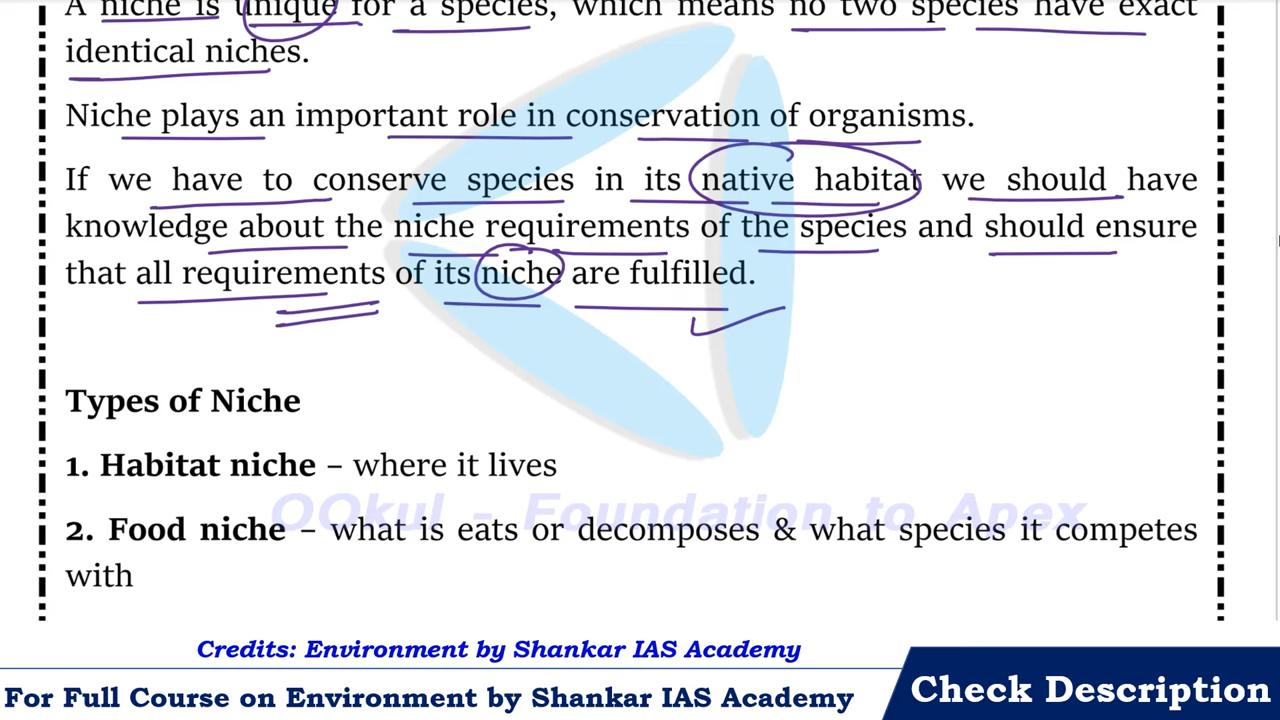 A niche is unique for a species, which means no two species have exact
identical niches.
Niche plays an important role in conservation of organisms.
If we have to conserve species in its native habitat we should have
knowledge about the niche requirements of the species and should ensure
that all requirements of its niche are fulfilled.
Types of Niche
1. Habitat niche – where it lives
OOkul - Foundation to Apex
2. Food niche – what is eats or decomposes & what species it competes
with
Credits: Environment by Shankar IAS Academy
For Full Course on Environment by Shankar IAS Academy
Check Description